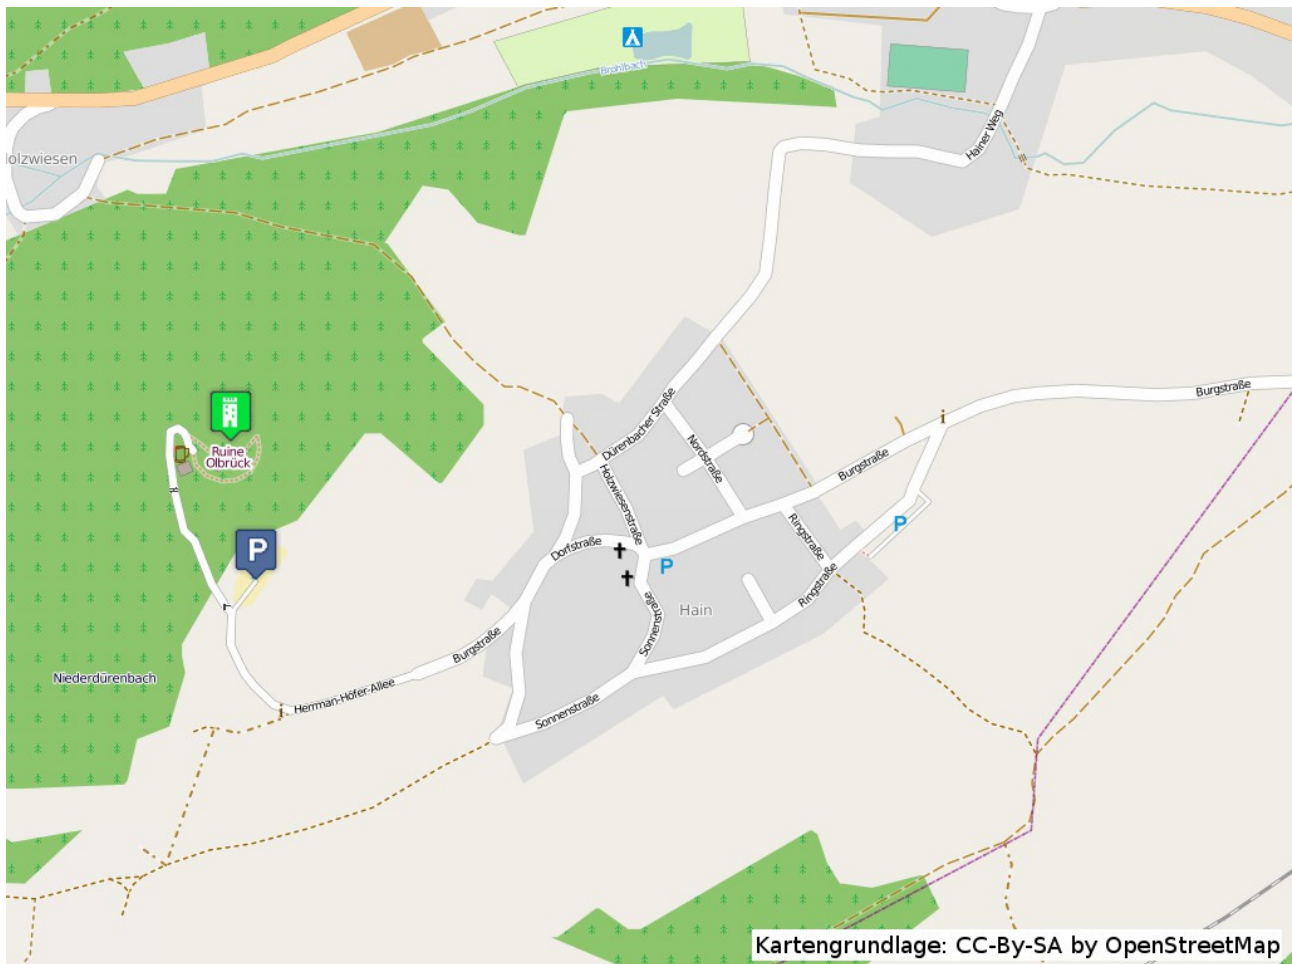 Brohlbach
Hainer Weg
olzwiesen
Burgstraße
Dürenbacher Straße
Nordstraße
Holzwiesenstraße
Burgstraße
Ruine
Olbrück
P
P
Ringstraße
Dorfstraße
P
Ringstraße
Hain
Sonnenstraße
Burgstraße
Niederdürenbach
Herrman-Höfer-Allee
Sonnenstraße
Kartengrundlage: CC-By-SA by OpenStreetMap